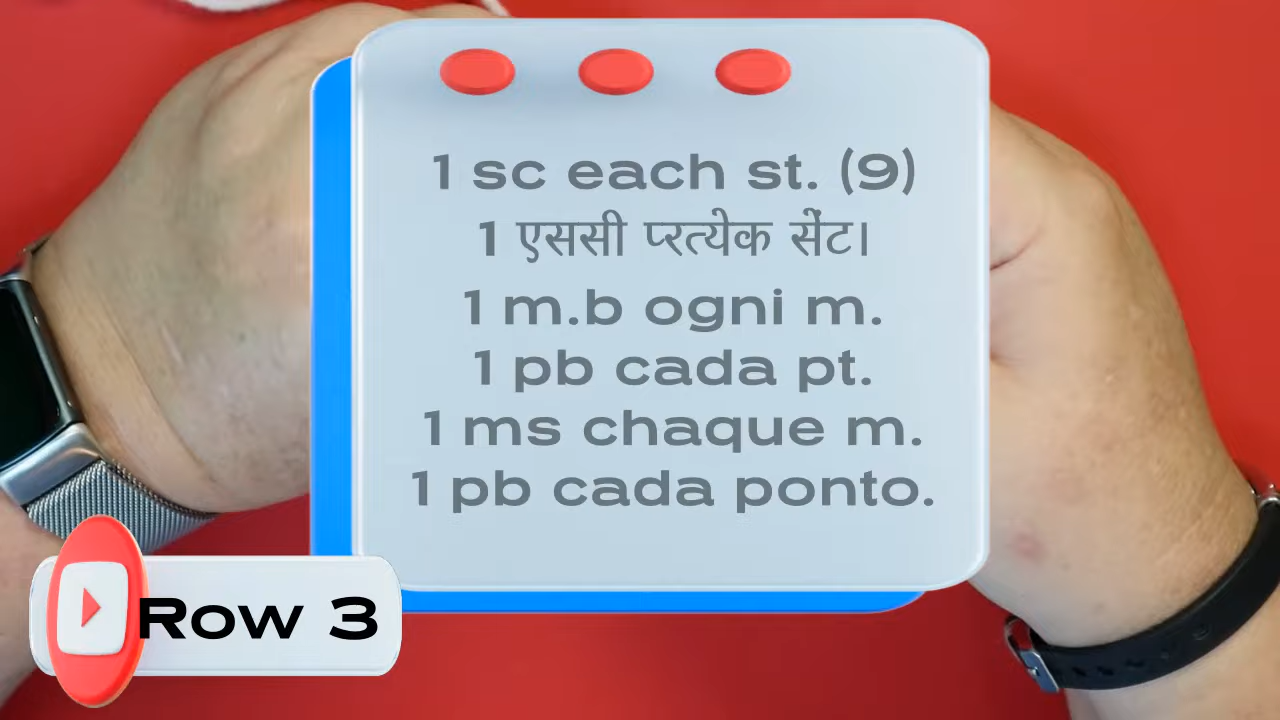 1 sc each st. (9)
1 एससी प्रत्येक सेंट।
1 m.b ogni m.
1 pb cada pt.
1 ms chaque m.
1 pb cada ponto.
Row 3